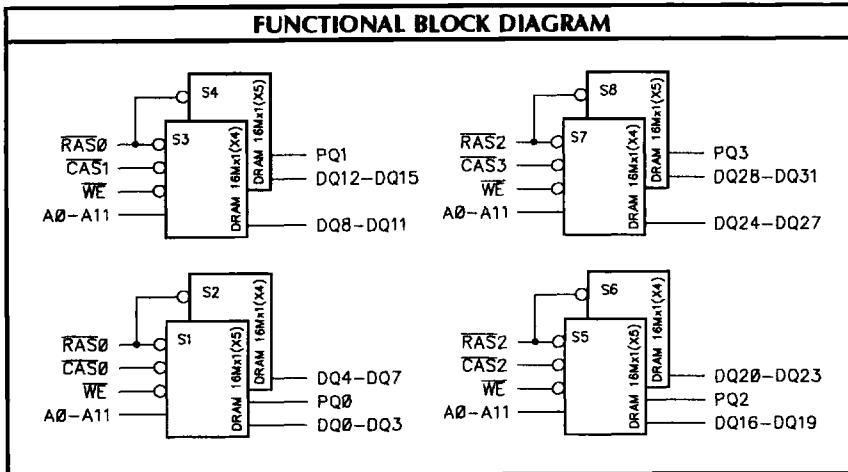 FUNCTIONAL BLOCK DIAGRAM
S4
S3
RAS0
CAS1
WE
A0-A11
DRAM 16Mx1(X4)
DRAM 16Mx1(X5)
PQ1
DQ12-DQ15
DQ8-DQ11
S8
S7
RAS2
CAS3
WE
A0-A11
DRAM 16Mx1(X4)
DRAM 16Mx1(X5)
PQ3
DQ28-DQ31
DQ24-DQ27
S2
S1
RAS0
CAS0
WE
A0-A11
DRAM 16Mx1(X5)
DRAM 16Mx1(X4)
DQ4-DQ7
PQ0
DQ0-DQ3
S6
S5
RAS2
CAS2
WE
A0-A11
DRAM 16Mx1(X5)
DRAM 16Mx1(X4)
DQ20-DQ23
PQ2
DQ16-DQ19